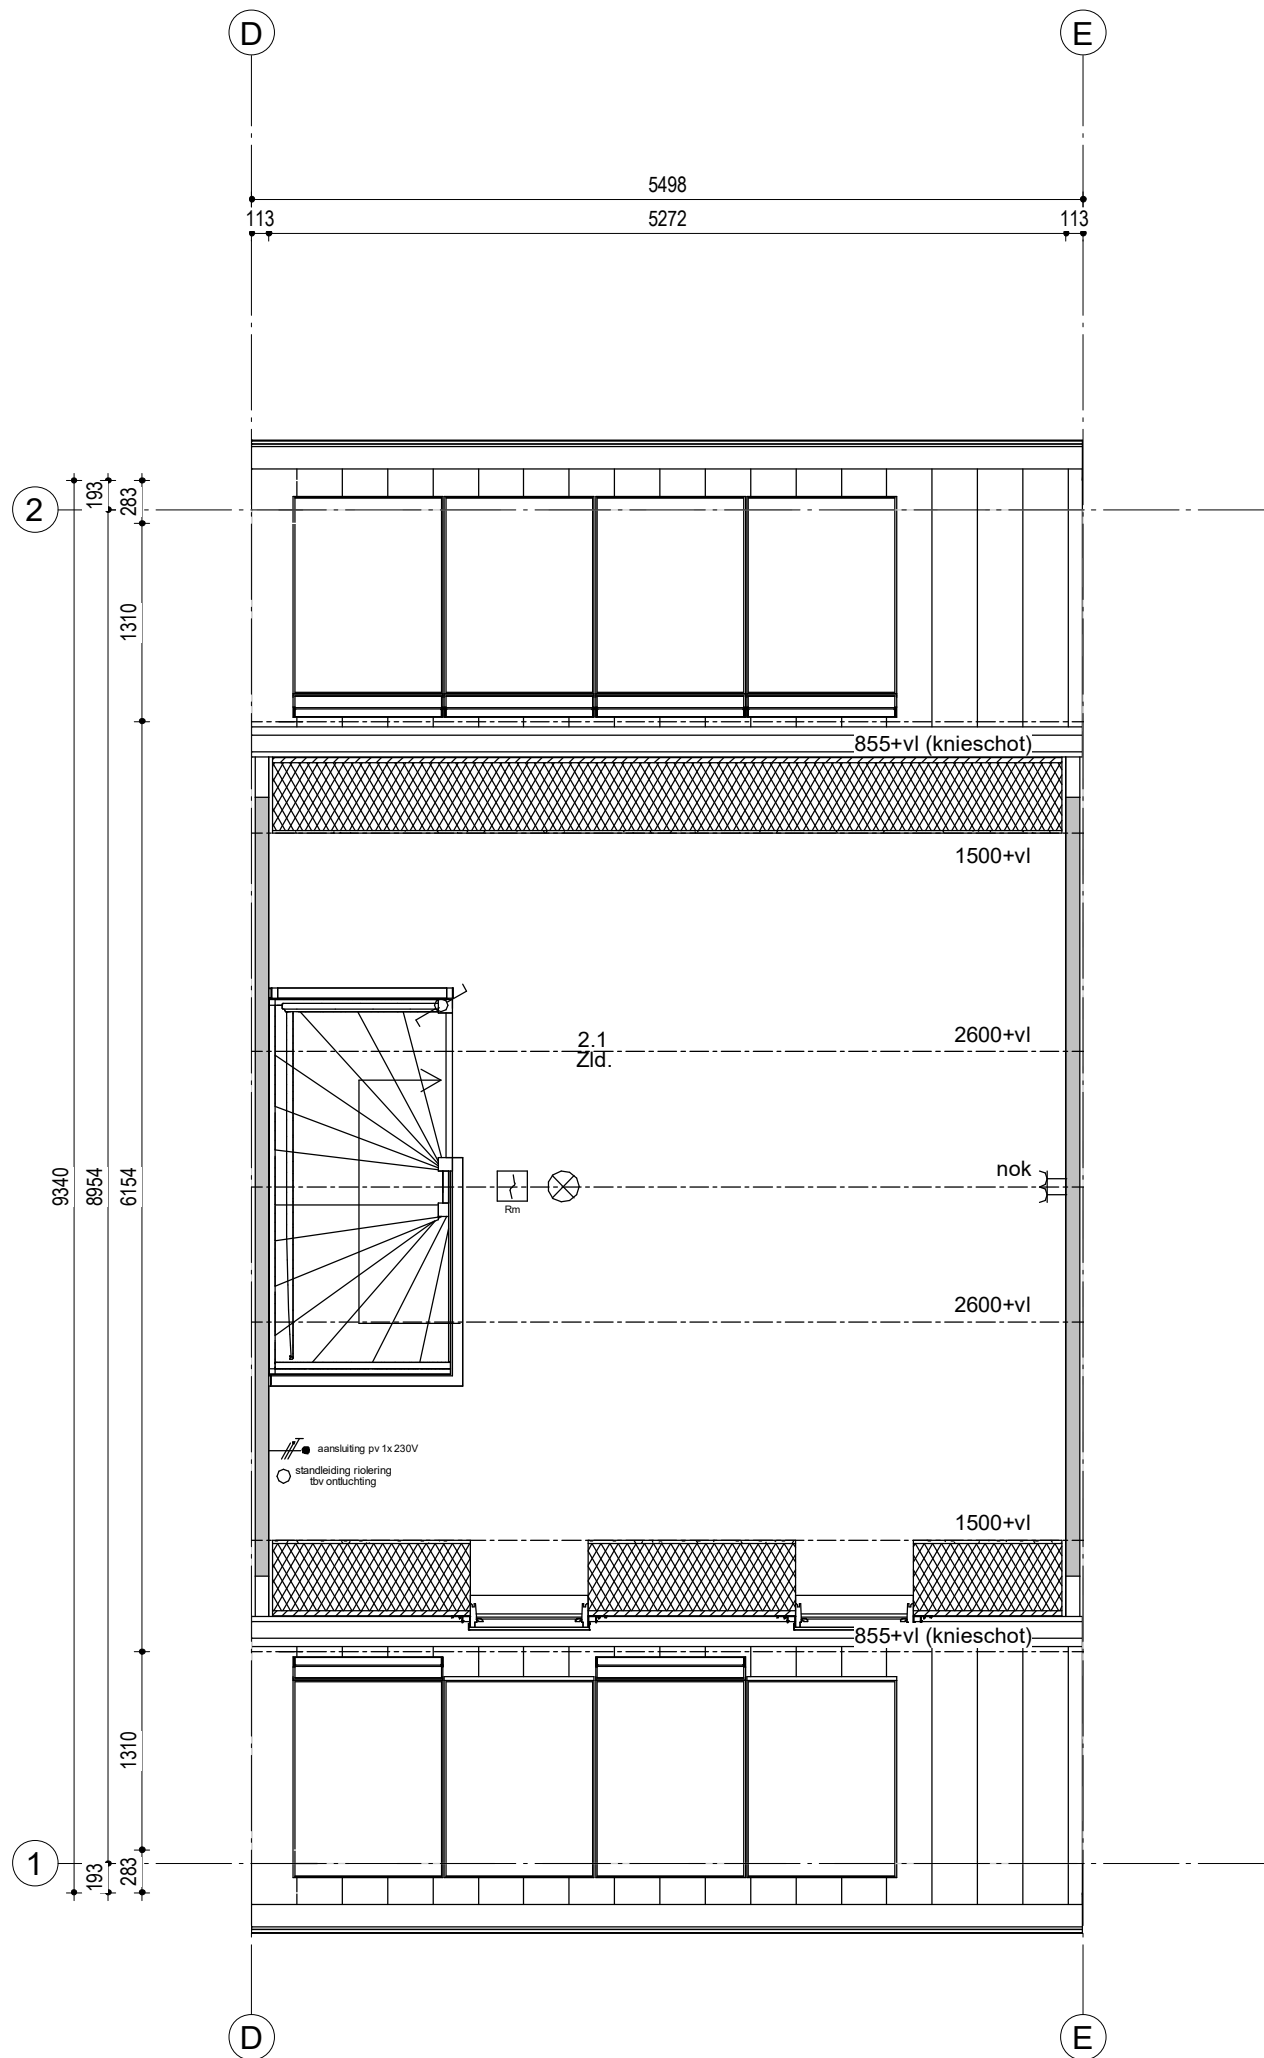 D
E
5498
113
5272
113
2
193
283
1310
855+vl (knieschot)
1500+vl
2.1
Zld.
2600+vl
9340
8954
6154
nok
Rm
2600+vl
aansluiting pv 1x 230V
standleiding riolering
tbv ontluchting
1500+vl
855+vl (knieschot)
1310
1
193
283
D
E